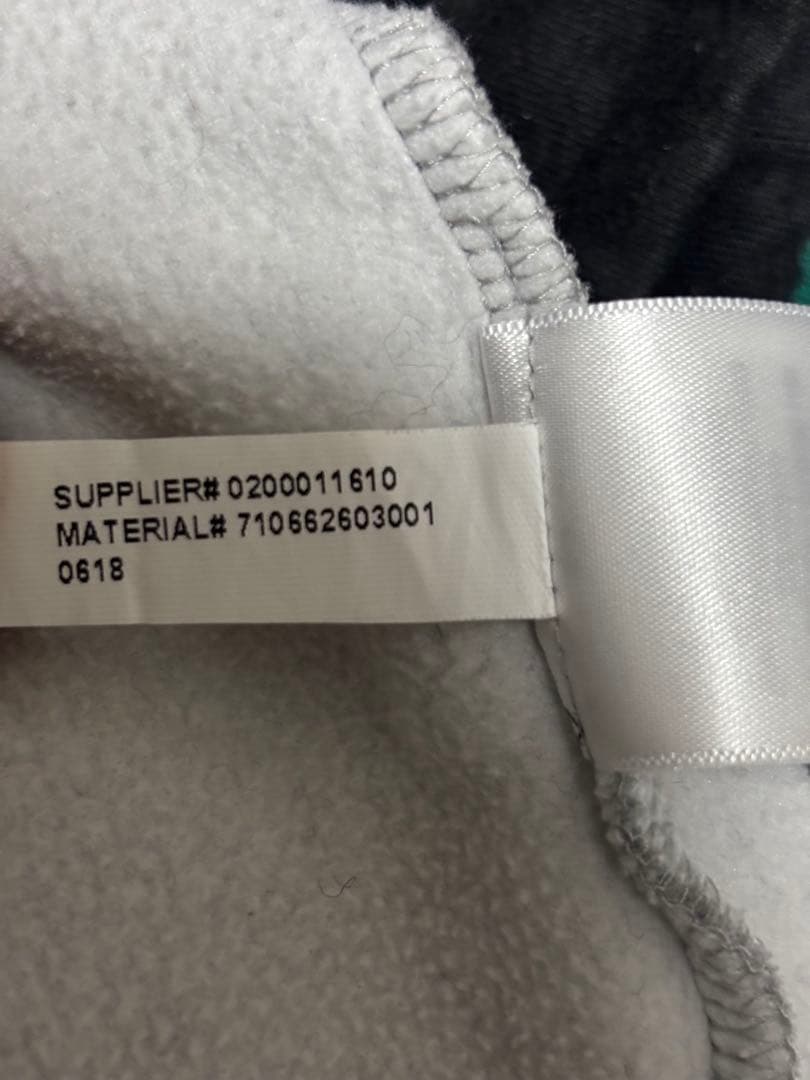 SUPPLIER# 0200011610
MATERIAL# 710662603001
0618